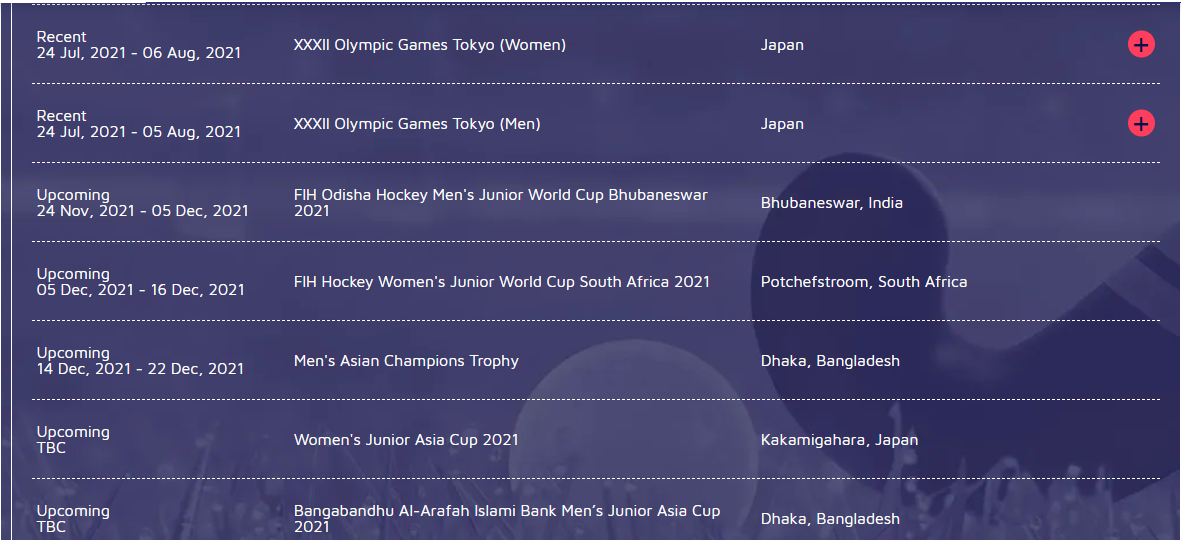 Recent
24 Jul, 2021 - 06 Aug, 2021
XXXII Olympic Games Tokyo (Women)
Japan
Recent
24 Jul, 2021 - 05 Aug, 2021
XXXII Olympic Games Tokyo (Men)
Japan
Upcoming
24 Nov, 2021 - 05 Dec, 2021
FIH Odisha Hockey Men's Junior World Cup Bhubaneswar
2021
Bhubaneswar, India
Upcoming
05 Dec, 2021 - 16 Dec, 2021
FIH Hockey Women's Junior World Cup South Africa 2021
Potchefstroom, South Africa
Upcoming
14 Dec, 2021 - 22 Dec, 2021
Men's Asian Champions Trophy
Dhaka, Bangladesh
Upcoming
TBC
Women's Junior Asia Cup 2021
Kakamigahara, Japan
Upcoming
TBC
Bangabandhu Al-Arafah Islami Bank Men’s Junior Asia Cup
2021
Dhaka, Bangladesh